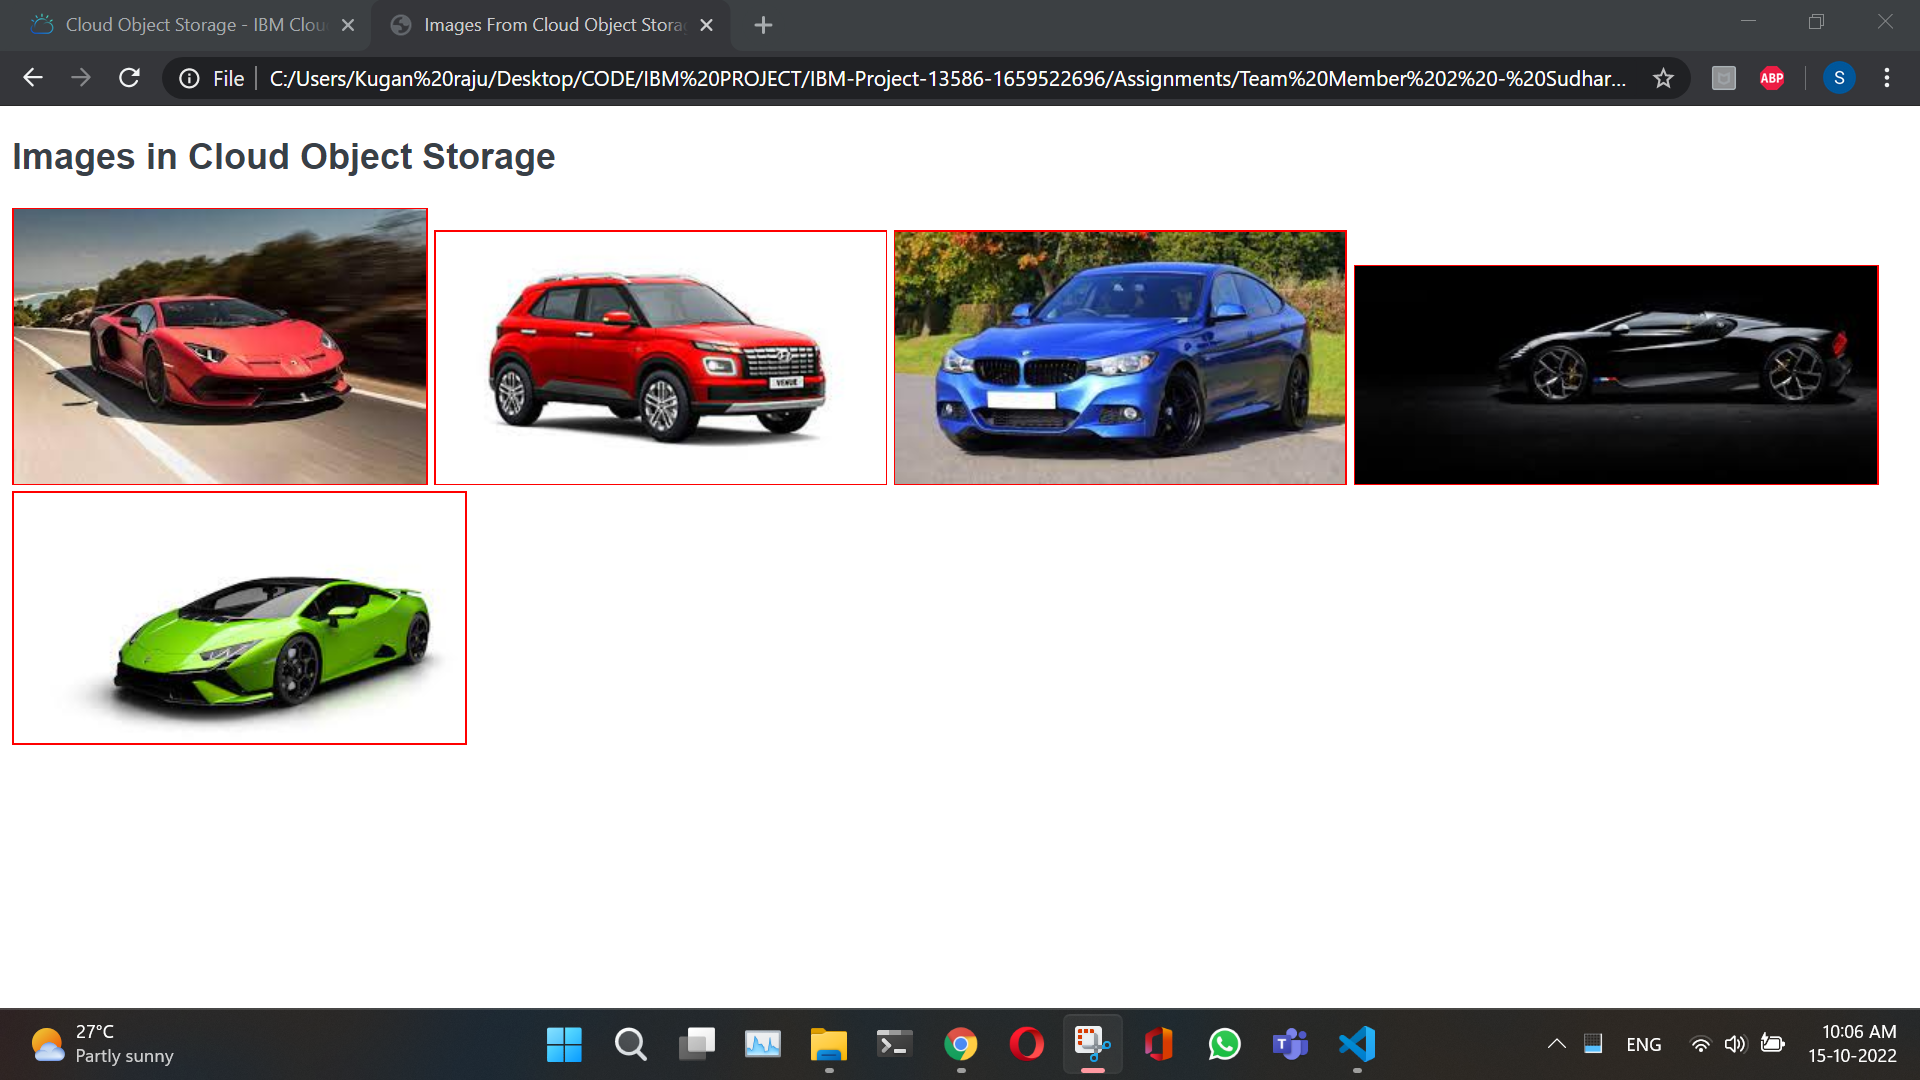 Cloud Object Storage - IBM Clou
Images From Cloud Object Stora
File
C:/Users/Kugan%20raju/Desktop/CODE/IBM%20PROJECT/IBM-Project-13586-1659522696/Assignments/Team%20Member%202%20-%20Sudhar...
ABP
S
Images in Cloud Object Storage
VENUE
27°C
Partly sunny
ENG
10:06 AM
15-10-2022